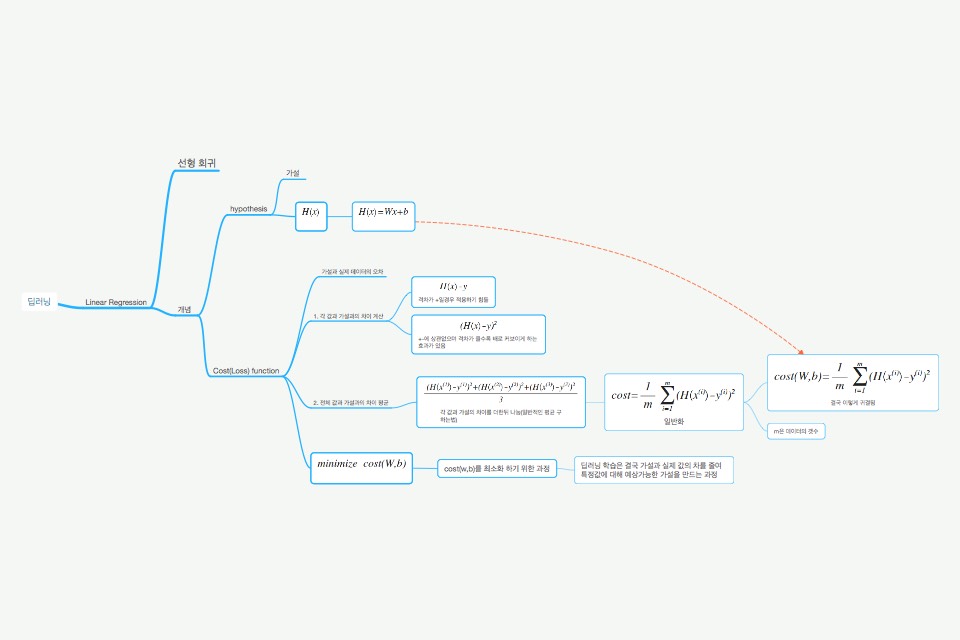 딥러닝
Linear Regression
선형 회귀
개념
hypothesis
가설
H(x)
H(x)=Wx+b
Cost(Loss) function
가설과 실제 데이터의 오차
1. 각 값과 가설과의 차이 계산
H(x)-y
격차가 +일경우 적용하기 힘듦
(H(x)-y)²
+-에 상관없으며 격차가 클수록 배로 커보이게 하는
효과가 있음
2. 전체 값과 가설과의 차이 평균
(H(x⁽¹⁾)-y⁽¹⁾)²+(H(x⁽²⁾)-y⁽²⁾)²+(H(x⁽³⁾)-y⁽³⁾)²
3
각 값과 가설의 차이를 더한뒤 나눔(일반적인 평균 구
하는법)
cost= 1/m ∑_{i=1}^{m} (H(x⁽ⁱ⁾)-y⁽ⁱ⁾)²
일반화
cost(W,b)= 1/m ∑_{i=1}^{m} (H(x⁽ⁱ⁾)-y⁽ⁱ⁾)²
결국 이렇게 귀결됨
m은 데이터의 갯수
minimize cost(W,b)
cost(w,b)를 최소화 하기 위한 과정
딥러닝 학습은 결국 가설과 실제 값의 차를 줄여
특정값에 대해 예상가능한 가설을 만드는 과정